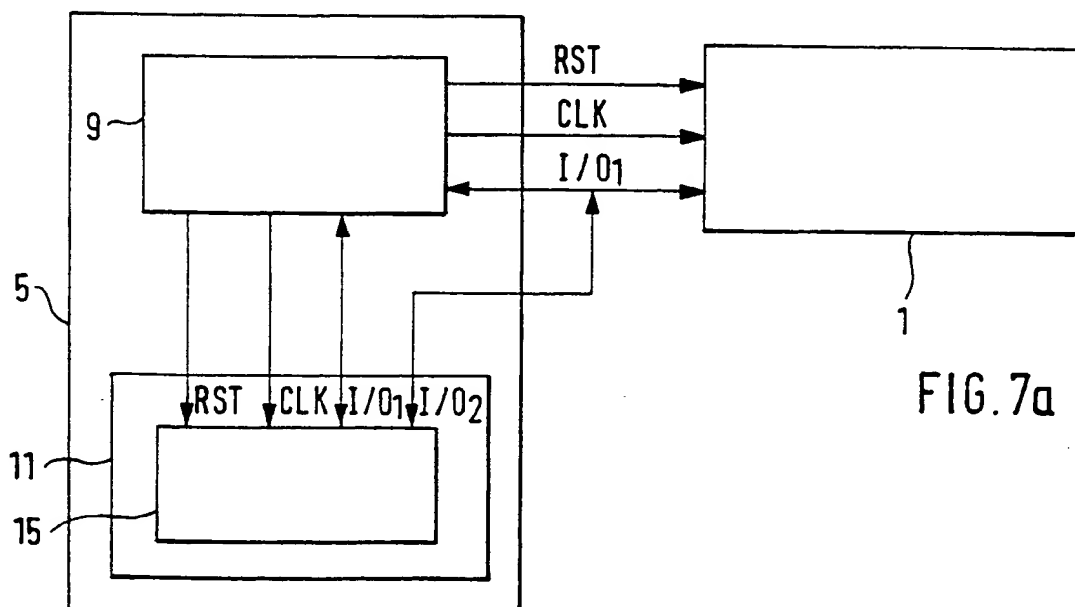 RST
9
CLK
I/O1
5
1
RST CLK I/O1 I/O2
FIG. 7a
11
15